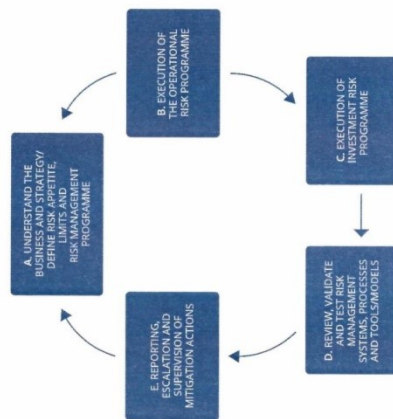 A. UNDERSTAND THE
BUSINESS AND STRATEGY/
DEFINE RISK APPETITE,
LIMITS AND
RISK MANAGEMENT
PROGRAMME
B. EXECUTION OF
THE OPERATIONAL
RISK PROGRAMME
C. EXECUTION OF
INVESTMENT RISK
PROGRAMME
D. REVIEW, VALIDATE
AND TEST RISK
MANAGEMENT
SYSTEMS, PROCESSES
AND TOOLS/MODELS
E. REPORTING,
ESCALATION AND
SUPERVISION OF
MITIGATION ACTIONS